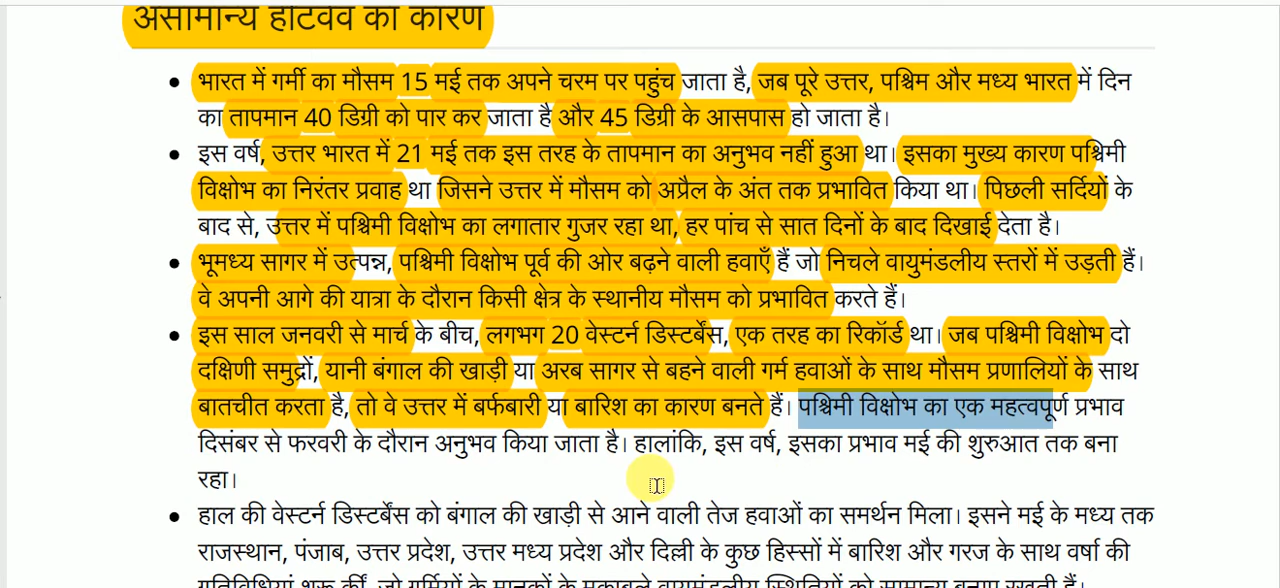 असामान्य हीटवेव का कारण
• भारत में गर्मी का मौसम 15 मई तक अपने चरम पर पहुंच जाता है, जब पूरे उत्तर, पश्चिम और मध्य भारत में दिन
का तापमान 40 डिग्री को पार कर जाता है और 45 डिग्री के आसपास हो जाता है।
• इस वर्ष, उत्तर भारत में 21 मई तक इस तरह के तापमान का अनुभव नहीं हुआ था। इसका मुख्य कारण पश्चिमी
विक्षोभ का निरंतर प्रवाह था जिसने उत्तर में मौसम को अप्रैल के अंत तक प्रभावित किया था। पिछली सर्दियों के
बाद से, उत्तर में पश्चिमी विक्षोभ का लगातार गुजर रहा था, हर पांच से सात दिनों के बाद दिखाई देता है।
• भूमध्य सागर में उत्पन्न, पश्चिमी विक्षोभ पूर्व की ओर बढ़ने वाली हवाएँ हैं जो निचले वायुमंडलीय स्तरों में उड़ती हैं।
वे अपनी आगे की यात्रा के दौरान किसी क्षेत्र के स्थानीय मौसम को प्रभावित करते हैं।
• इस साल जनवरी से मार्च के बीच, लगभग 20 वेस्टर्न डिस्टर्बेंस, एक तरह का रिकॉर्ड था। जब पश्चिमी विक्षोभ दो
दक्षिणी समुद्रों, यानी बंगाल की खाड़ी या अरब सागर से बहने वाली गर्म हवाओं के साथ मौसम प्रणालियों के साथ
बातचीत करता है, तो वे उत्तर में बर्फबारी या बारिश का कारण बनते हैं। पश्चिमी विक्षोभ का एक महत्वपूर्ण प्रभाव
दिसंबर से फरवरी के दौरान अनुभव किया जाता है। हालांकि, इस वर्ष, इसका प्रभाव मई की शुरुआत तक बना
रहा।
• हाल की वेस्टर्न डिस्टर्बेंस को बंगाल की खाड़ी से आने वाली तेज हवाओं का समर्थन मिला। इसने मई के मध्य तक
राजस्थान, पंजाब, उत्तर प्रदेश, उत्तर मध्य प्रदेश और दिल्ली के कुछ हिस्सों में बारिश और गरज के साथ वर्षा की
गतिविधियां शुरू कीं, जो गर्मियों के मानकों के मुकाबले वायुमंडलीय स्थितियों को सामान्य बनाए रखती हैं।